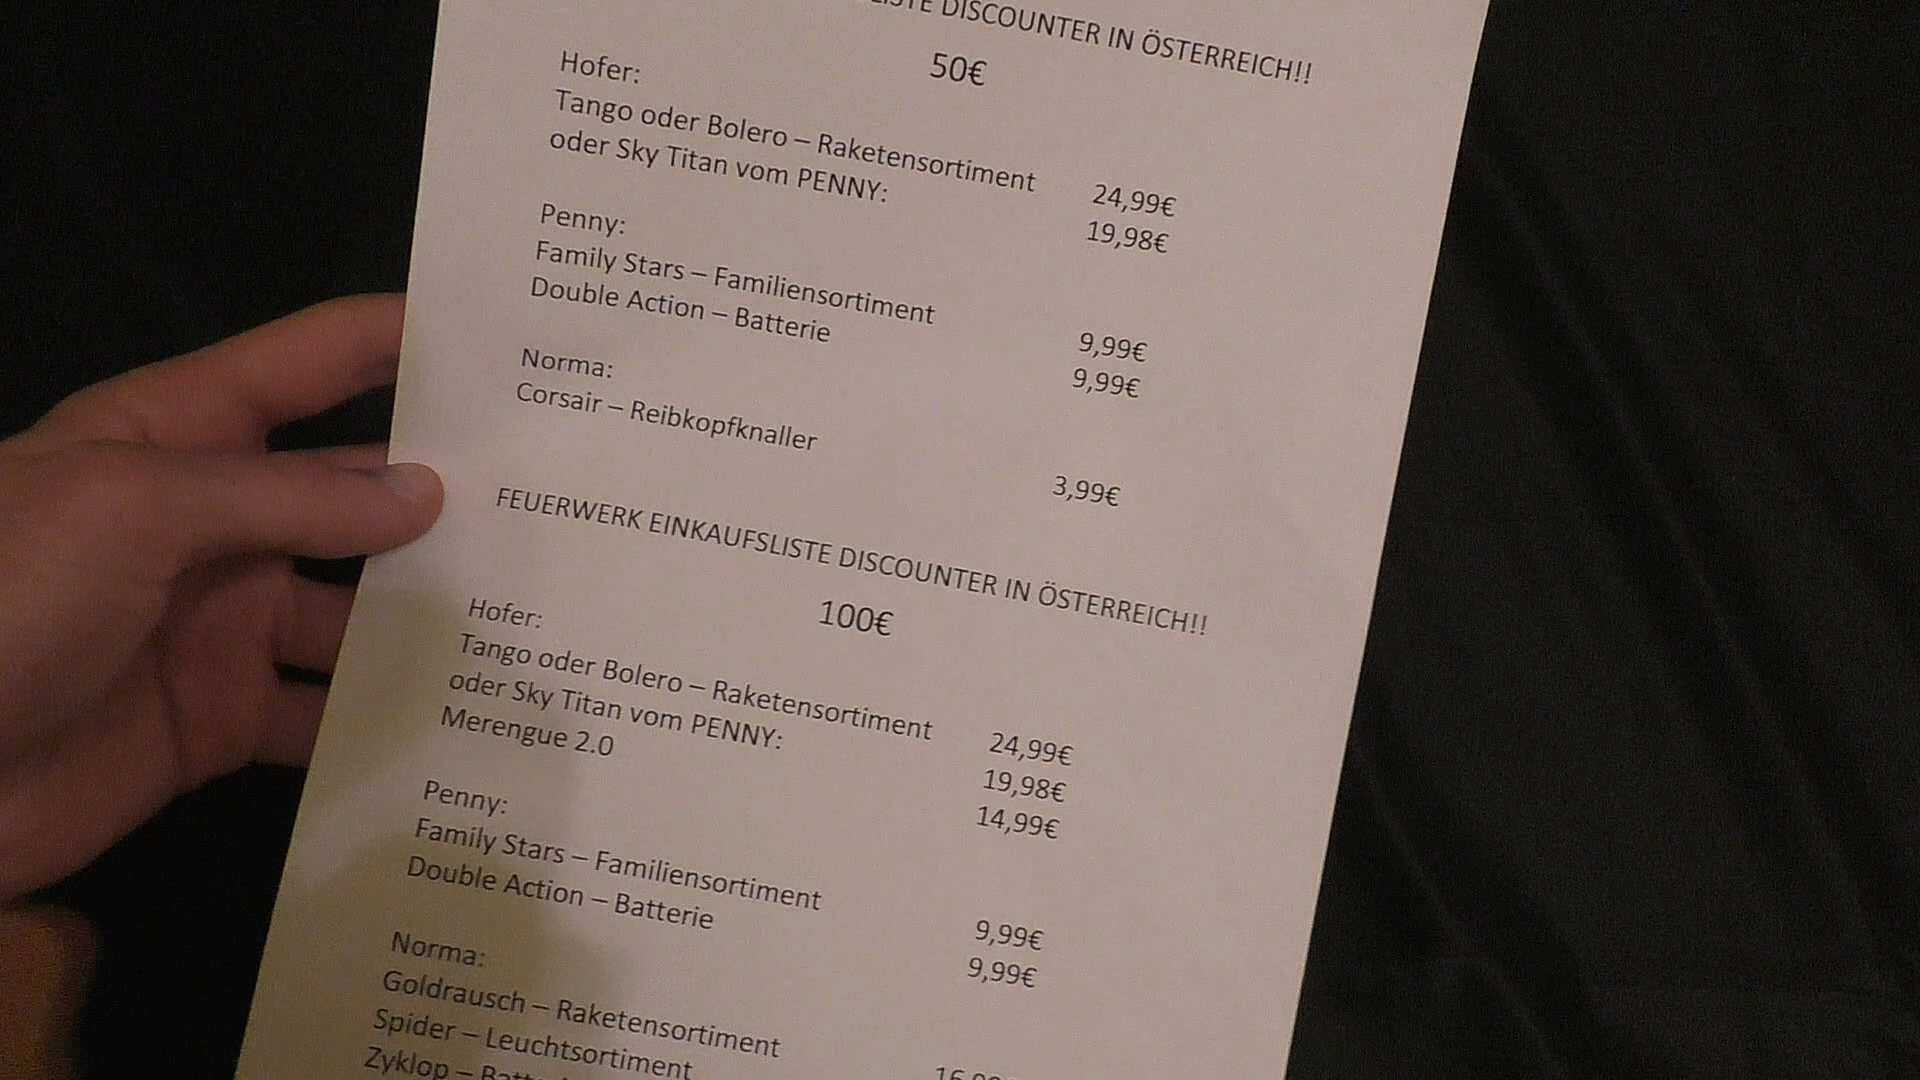 DISCOUNTER IN ÖSTERREICH!!
50€
Hofer:
Tango oder Bolero – Raketensortiment 24,99€
oder Sky Titan vom PENNY: 19,98€
Penny:
Family Stars – Familiensortiment 9,99€
Double Action – Batterie 9,99€
Norma:
Corsair – Reibkopfknaller 3,99€
FEUERWERK EINKAUFSLISTE DISCOUNTER IN ÖSTERREICH!!
100€
Hofer:
Tango oder Bolero – Raketensortiment 24,99€
oder Sky Titan vom PENNY: 19,98€
Merengue 2.0 14,99€
Penny:
Family Stars – Familiensortiment 9,99€
Double Action – Batterie 9,99€
Norma:
Goldrausch – Raketensortiment
Spider – Leuchtsortiment
Zyklop –